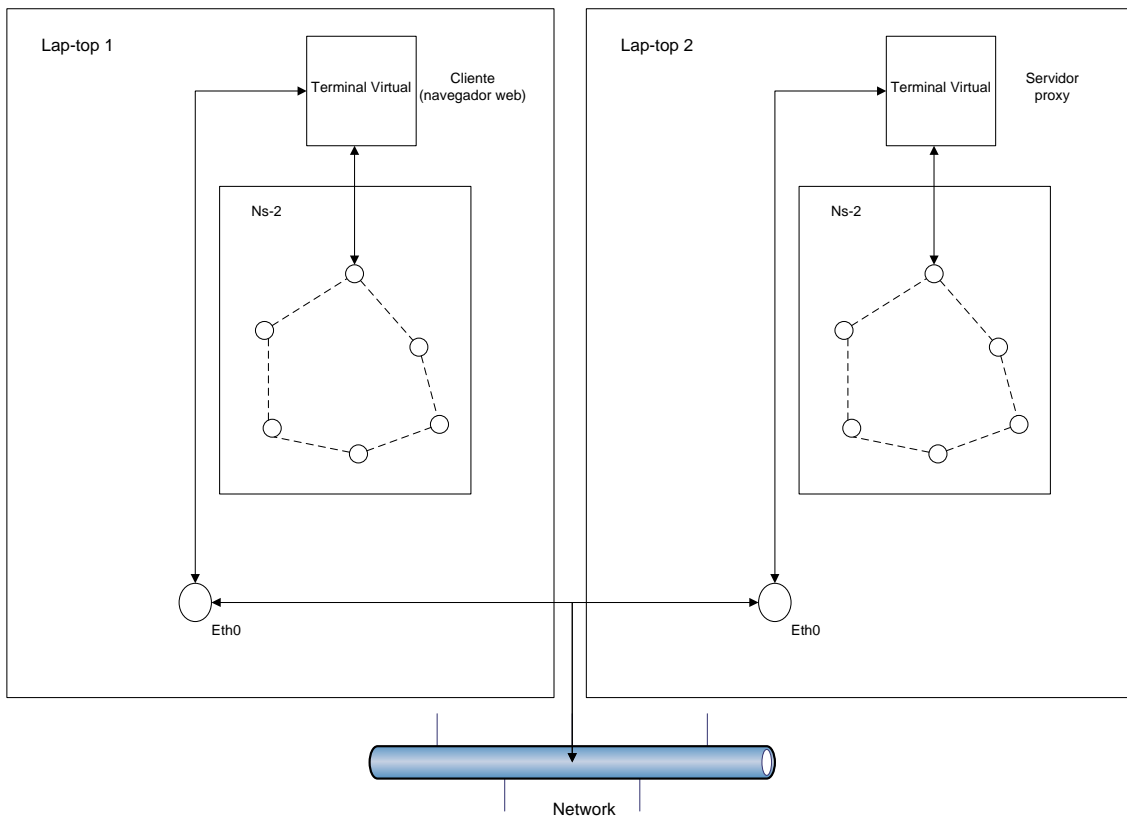 Lap-top 1
Terminal Virtual
Cliente
(navegador web)
Ns-2
Eth0
Lap-top 2
Terminal Virtual
Servidor
proxy
Ns-2
Eth0
Network